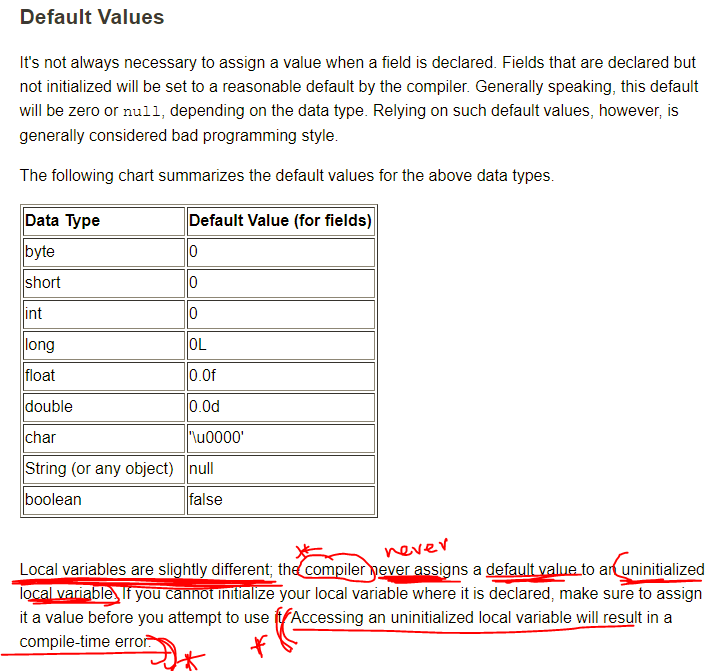 Default Values
It's not always necessary to assign a value when a field is declared. Fields that are declared but
not initialized will be set to a reasonable default by the compiler. Generally speaking, this default
will be zero or null, depending on the data type. Relying on such default values, however, is
generally considered bad programming style.
The following chart summarizes the default values for the above data types.
Data Type Default Value (for fields)
byte 0
short 0
int 0
long 0L
float 0.0f
double 0.0d
char '\u0000'
String (or any object) null
boolean false
never
Local variables are slightly different; the compiler never assigns a default value to an uninitialized
local variable. If you cannot initialize your local variable where it is declared, make sure to assign
it a value before you attempt to use it. Accessing an uninitialized local variable will result in a
compile-time error.